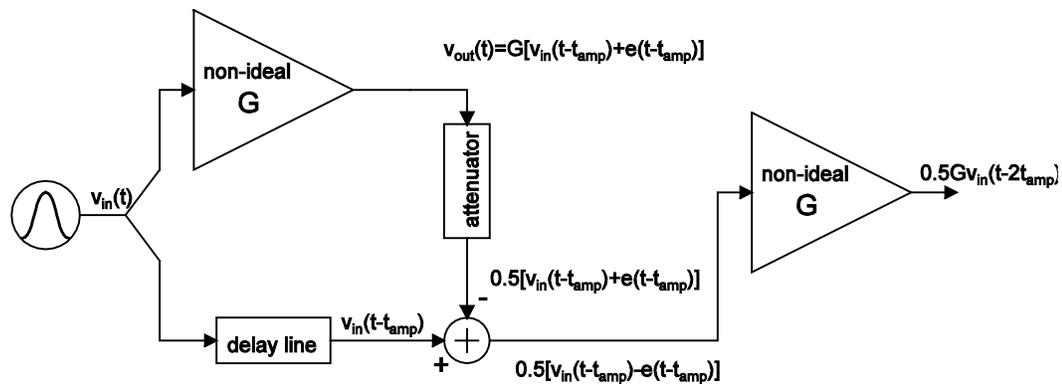 v_out(t)=G[v_in(t-t_amp)+e(t-t_amp)]
non-ideal
G
attenuator
v_in(t)
non-ideal
G
0.5Gv_in(t-2t_amp)
0.5[v_in(t-t_amp)+e(t-t_amp)]
-
v_in(t-t_amp)
delay line
+
+
0.5[v_in(t-t_amp)-e(t-t_amp)]